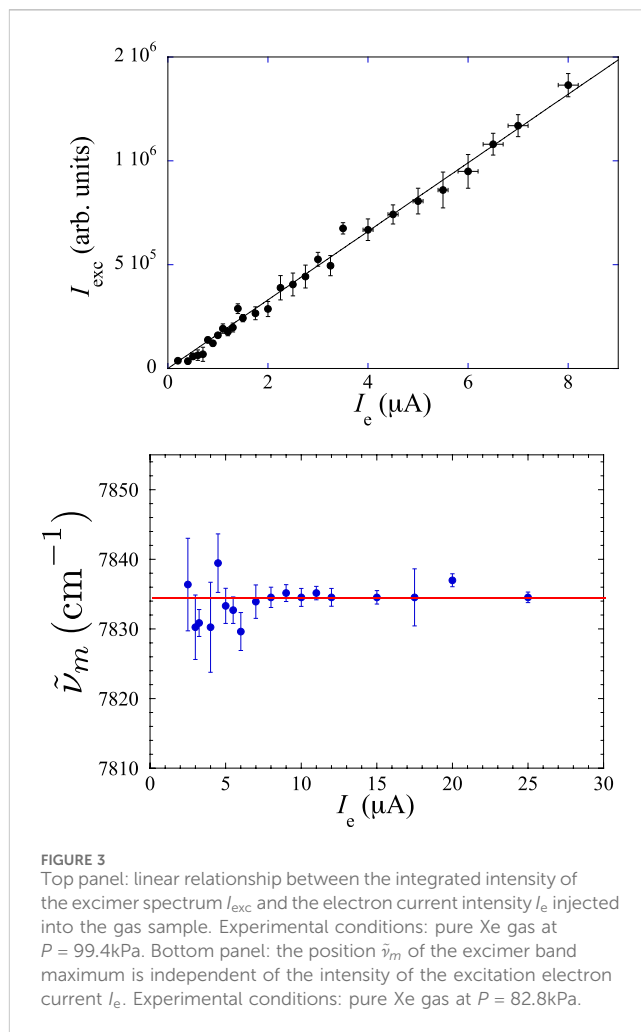 2 10⁶
1 10⁶
5 10⁵
0
I_exc (arb. units)
0 2 4 6 8
I_e (μA)
7850
7840
7830
7820
7810
ν̃_m (cm⁻¹)
0 5 10 15 20 25 30
I_e (μA)
FIGURE 3
Top panel: linear relationship between the integrated intensity of
the excimer spectrum I_exc and the electron current intensity I_e injected
into the gas sample. Experimental conditions: pure Xe gas at
P = 99.4kPa. Bottom panel: the position ν̃_m of the excimer band
maximum is independent of the intensity of the excitation electron
current I_e. Experimental conditions: pure Xe gas at P = 82.8kPa.